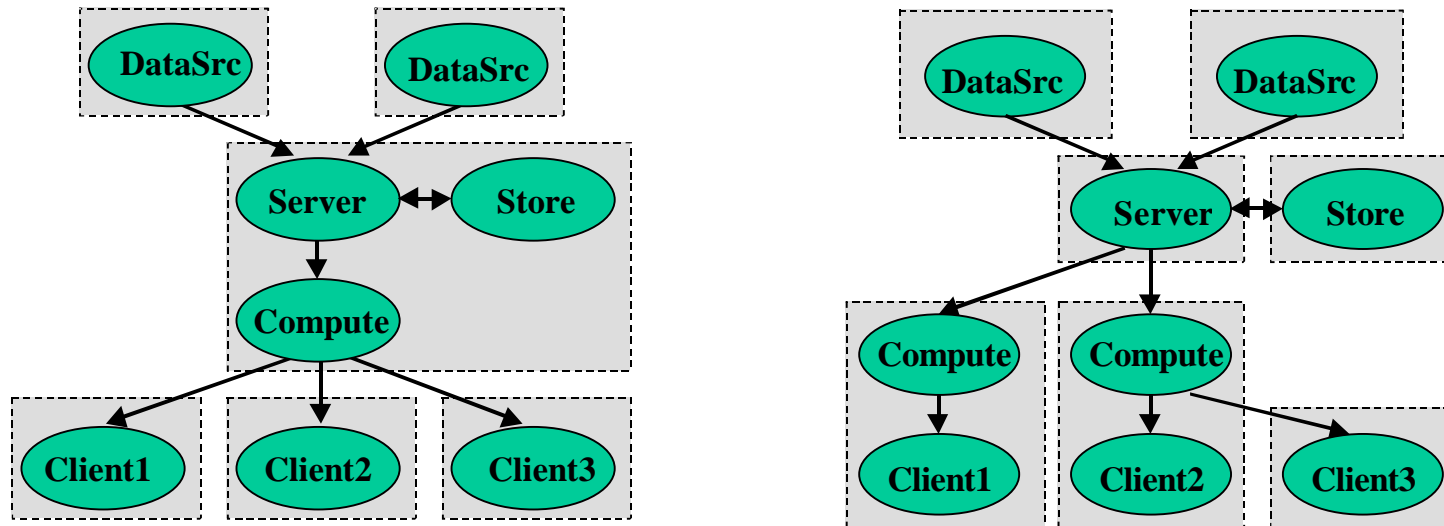 DataSrc
DataSrc
Server
Store
Compute
Client1
Client2
Client3
DataSrc
DataSrc
Server
Store
Compute
Compute
Client1
Client2
Client3